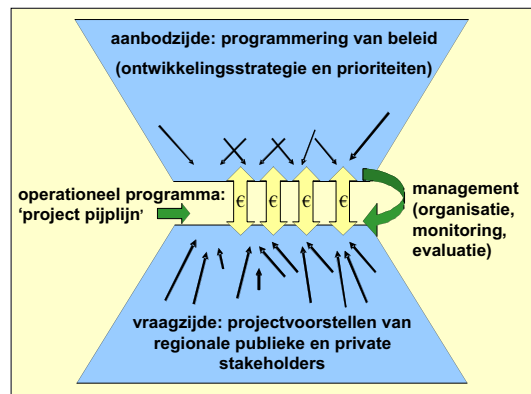 aanbodzijde: programmering van beleid
(ontwikkelingsstrategie en prioriteiten)
operationeel programma:
‘project pijplijn’
€ € € €
management
(organisatie,
monitoring,
evaluatie)
vraagzijde: projectvoorstellen van
regionale publieke en private
stakeholders